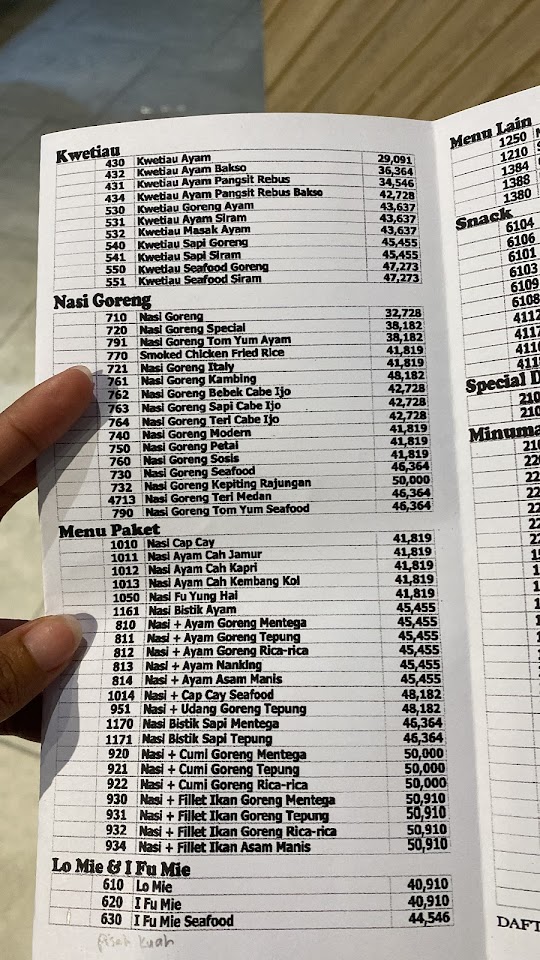 Kwetiau
430 Kwetiau Ayam 29,091
432 Kwetiau Ayam Bakso 36,364
431 Kwetiau Ayam Pangsit Rebus 34,546
434 Kwetiau Ayam Pangsit Rebus Bakso 42,728
530 Kwetiau Goreng Ayam 43,637
531 Kwetiau Ayam Siram 43,637
532 Kwetiau Masak Ayam 43,637
540 Kwetiau Sapi Goreng 45,455
541 Kwetiau Sapi Siram 45,455
550 Kwetiau Seafood Goreng 47,273
551 Kwetiau Seafood Siram 47,273
Nasi Goreng
710 Nasi Goreng 32,728
720 Nasi Goreng Special 38,182
791 Nasi Goreng Tom Yum Ayam 38,182
770 Smoked Chicken Fried Rice 41,819
721 Nasi Goreng Italy 41,819
761 Nasi Goreng Kambing 48,182
762 Nasi Goreng Bebek Cabe Ijo 42,728
763 Nasi Goreng Sapi Cabe Ijo 42,728
764 Nasi Goreng Teri Cabe Ijo 42,728
740 Nasi Goreng Modern 41,819
750 Nasi Goreng Petai 41,819
760 Nasi Goreng Sosis 41,819
730 Nasi Goreng Seafood 46,364
732 Nasi Goreng Kepiting Rajungan 50,000
4713 Nasi Goreng Teri Medan 46,364
790 Nasi Goreng Tom Yum Seafood 46,364
Menu Paket
1010 Nasi Cap Cay 41,819
1011 Nasi Ayam Cah Jamur 41,819
1012 Nasi Ayam Cah Kapri 41,819
1013 Nasi Ayam Cah Kembang Kol 41,819
1050 Nasi Fu Yung Hai 41,819
1161 Nasi Bistik Ayam 45,455
810 Nasi + Ayam Goreng Mentega 45,455
811 Nasi + Ayam Goreng Tepung 45,455
812 Nasi + Ayam Goreng Rica-rica 45,455
813 Nasi + Ayam Nanking 45,455
814 Nasi + Ayam Asam Manis 45,455
1014 Nasi + Cap Cay Seafood 48,182
951 Nasi + Udang Goreng Tepung 48,182
1170 Nasi Bistik Sapi Mentega 46,364
1171 Nasi Bistik Sapi Tepung 46,364
920 Nasi + Cumi Goreng Mentega 50,000
921 Nasi + Cumi Goreng Tepung 50,000
922 Nasi + Cumi Goreng Rica-rica 50,000
930 Nasi + Fillet Ikan Goreng Mentega 50,910
931 Nasi + Fillet Ikan Goreng Tepung 50,910
932 Nasi + Fillet Ikan Goreng Rica-rica 50,910
934 Nasi + Fillet Ikan Asam Manis 50,910
Lo Mie & I Fu Mie
610 Lo Mie 40,910
620 I Fu Mie 40,910
630 I Fu Mie Seafood 44,546
pisah kuah
Menu Lain
1250
1210
1384
1388
1380
Snack
6104
6106
6101
6103
6109
6108
Special D
Minuma
DAFT